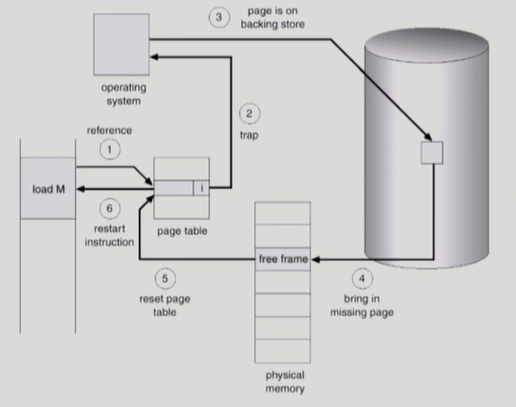 3
page is on
backing store
operating
system
2
trap
reference
1
load M
i
6
restart
instruction
page table
free frame
5
reset page
table
4
bring in
missing page
physical
memory